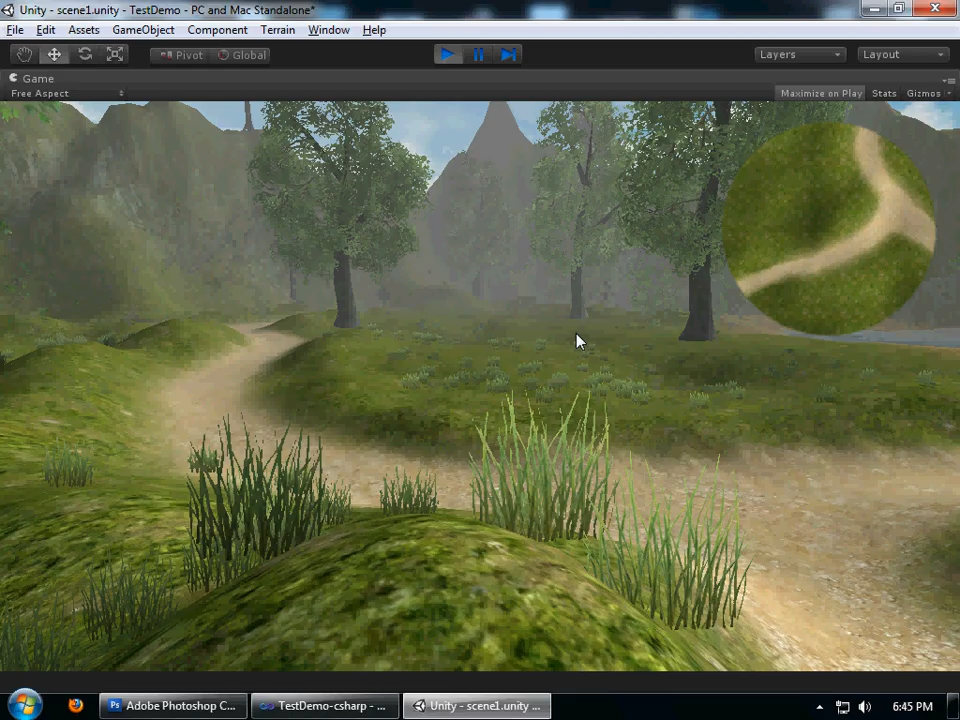 Unity - scene1.unity - TestDemo - PC and Mac Standalone*
File Edit Assets GameObject Component Terrain Window Help
Pivot Global Layers Layout
Game
Free Aspect Maximize on Play Stats Gizmos
Adobe Photoshop C... TestDemo-csharp - ... Unity - scene1.unity ... 6:45 PM